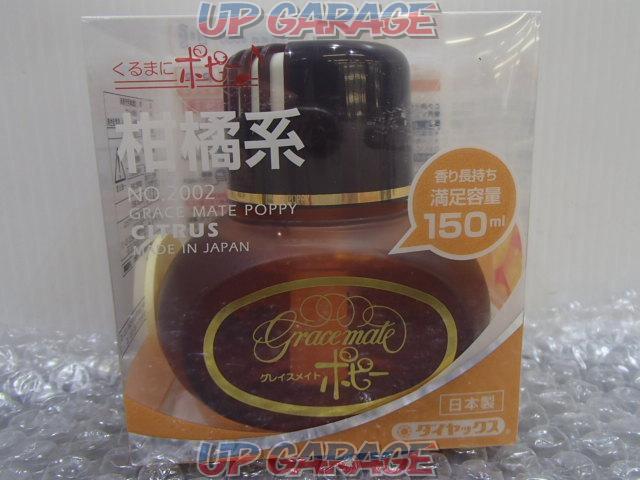 UP GARAGE
くるまにポピー
柑橘系
NO.2002
GRACE MATE POPPY
CITRUS
MADE IN JAPAN
香り長持ち
満足容量
150ml
Gracemate
グレイスメイト ポピー
日本製
ダイヤックス
UP GARAGE